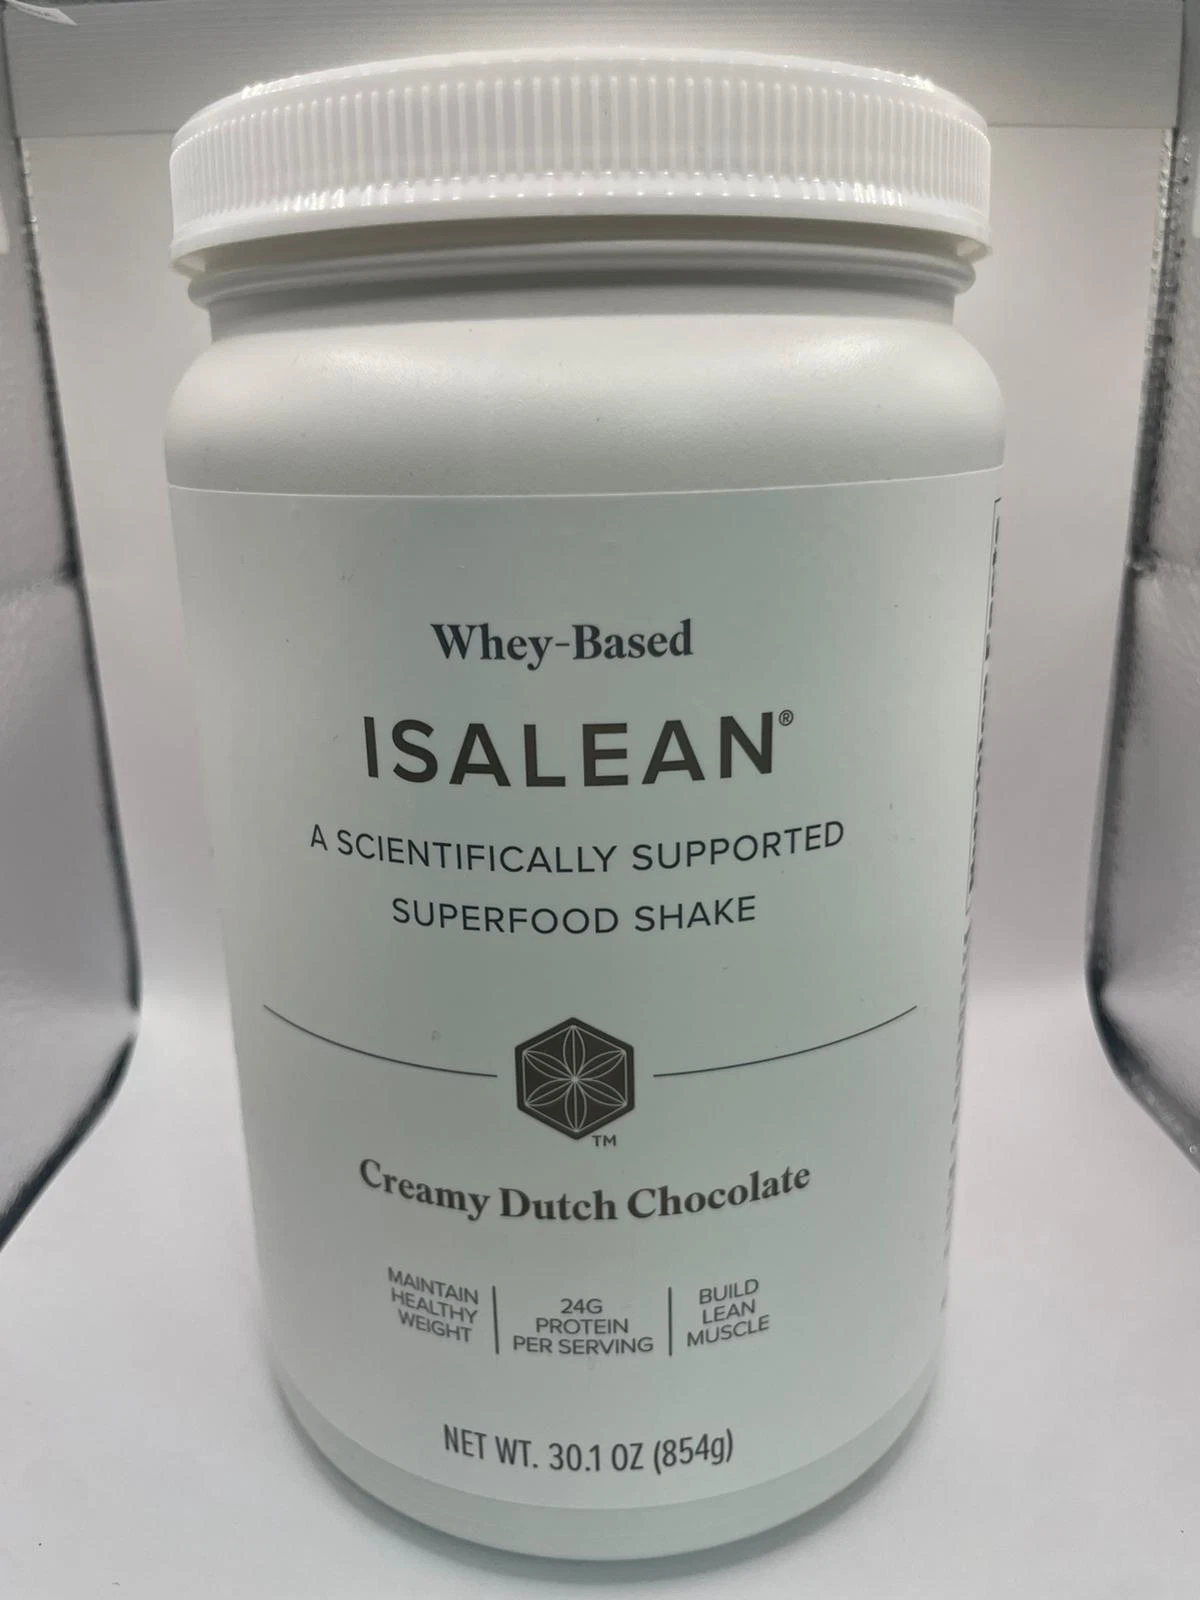 Whey-Based
ISALEAN®
A SCIENTIFICALLY SUPPORTED
SUPERFOOD SHAKE
TM
Creamy Dutch Chocolate
MAINTAIN
HEALTHY
WEIGHT
24G
PROTEIN
PER SERVING
BUILD
LEAN
MUSCLE
NET WT. 30.1 OZ (854g)